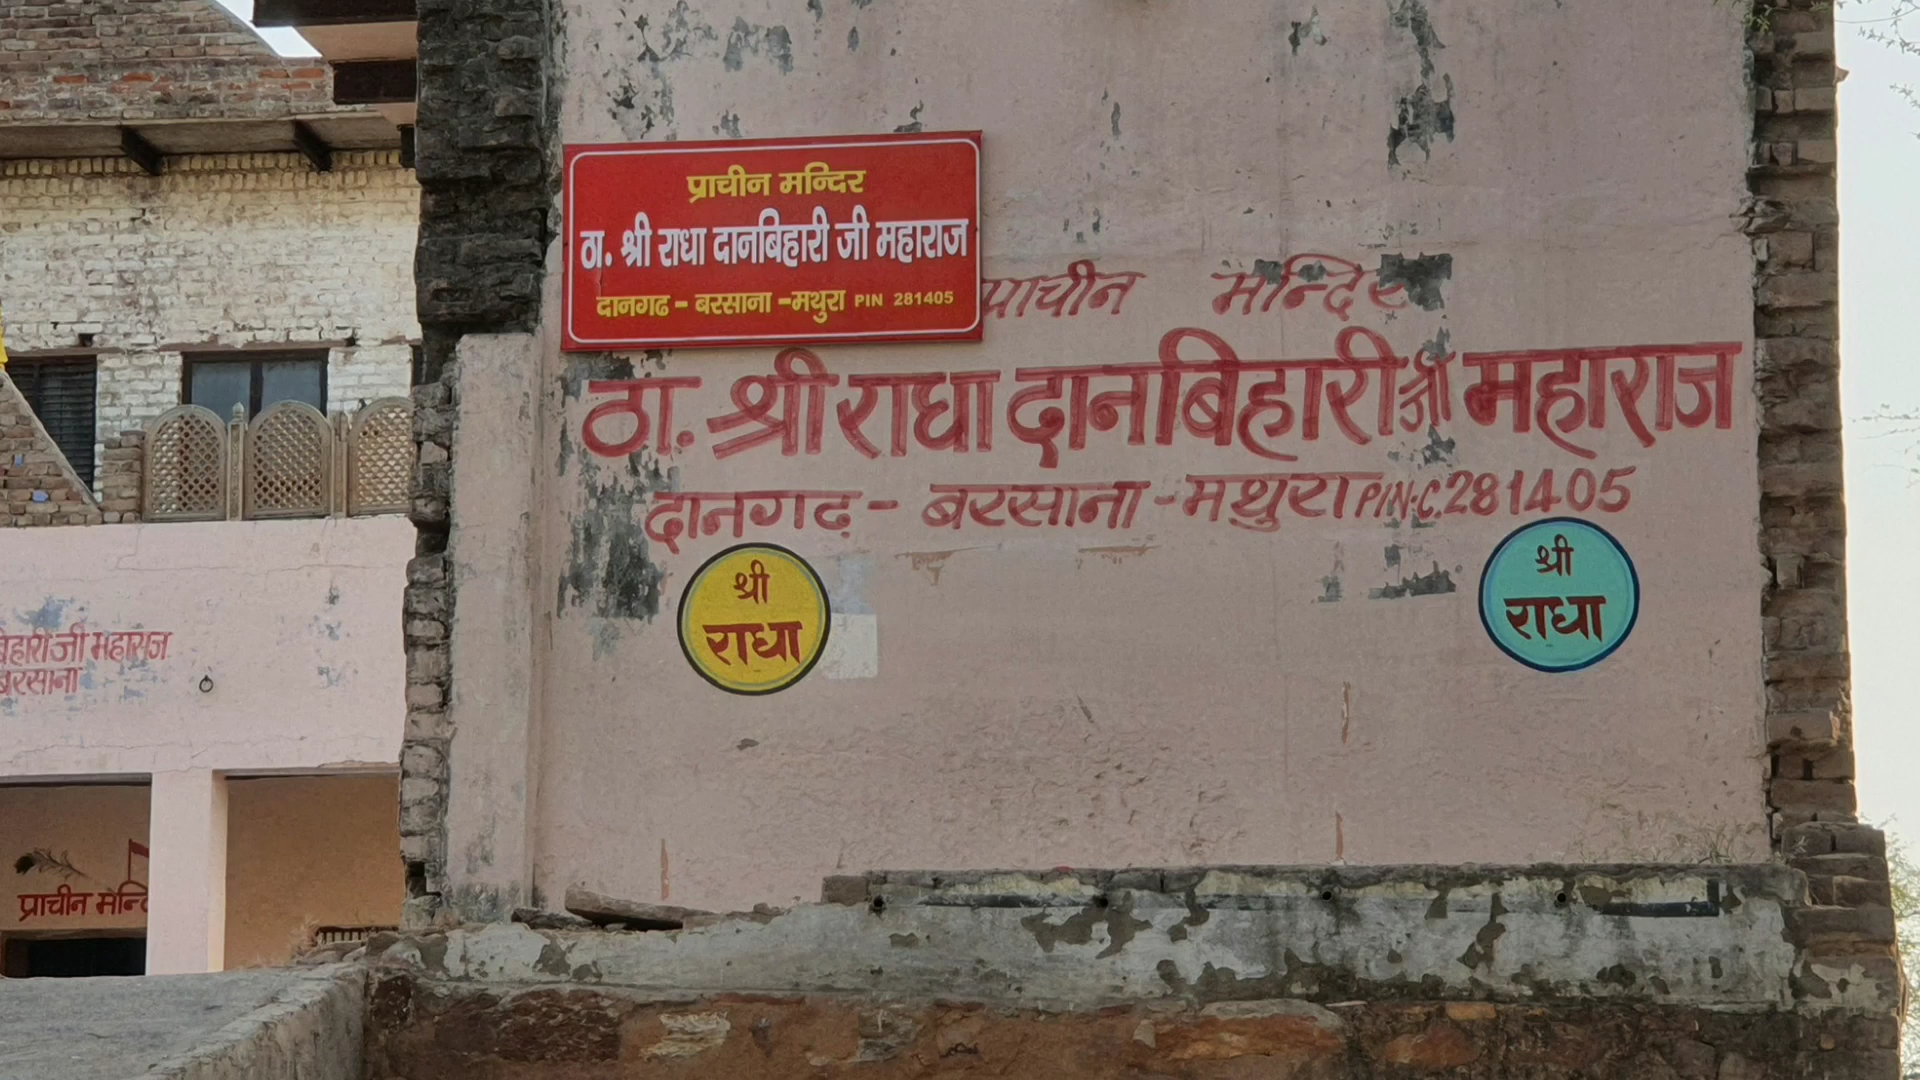 प्राचीन मन्दिर
ठा. श्री राधा दानबिहारी जी महाराज
दानगढ - बरसाना -मथुरा PIN 281405
प्राचीन मन्दिर
ठा. श्री राधा दानबिहारी जी महाराज
दानगढ़ - बरसाना - मथुरा PIN.C.281405
श्री
राधा
श्री
राधा
बिहारी जी महाराज
बरसाना
प्राचीन मन्दि